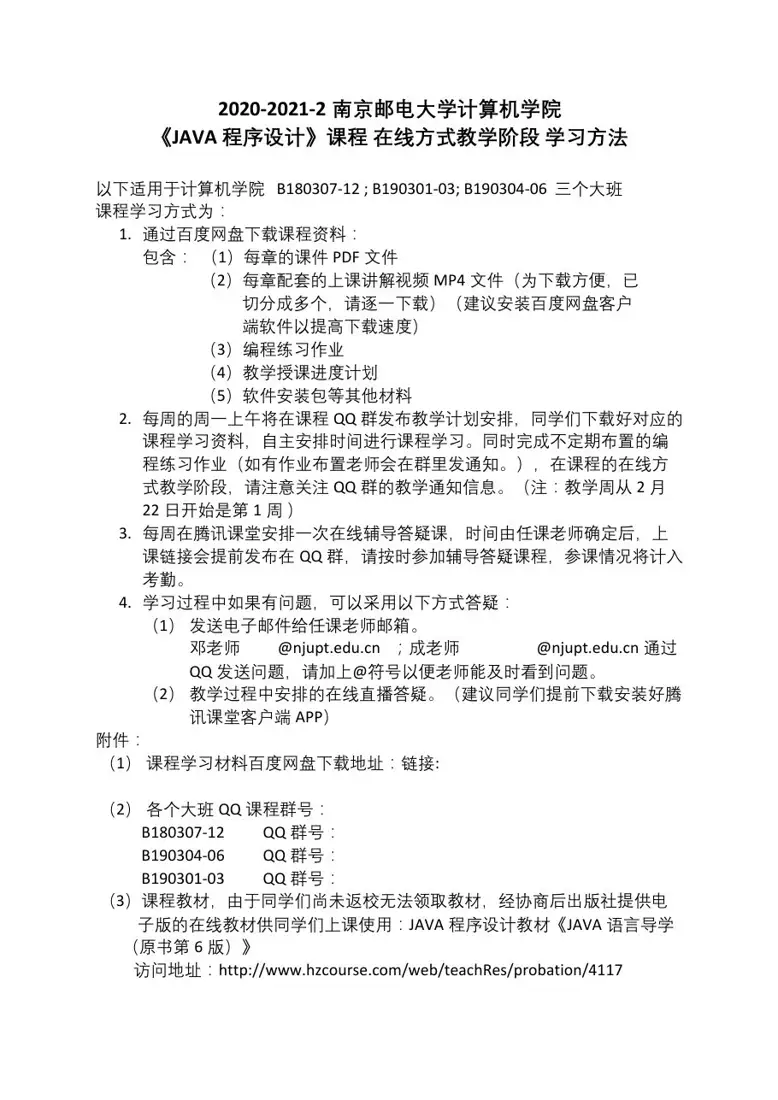 2020-2021-2 南京邮电大学计算机学院
《JAVA 程序设计》课程 在线方式教学阶段 学习方法
以下适用于计算机学院 B180307-12 ; B190301-03; B190304-06 三个大班
课程学习方式为：
1. 通过百度网盘下载课程资料：
包含： （1）每章的课件 PDF 文件
（2）每章配套的上课讲解视频 MP4 文件（为下载方便，已
切分成多个，请逐一下载）（建议安装百度网盘客户
端软件以提高下载速度）
（3）编程练习作业
（4）教学授课进度计划
（5）软件安装包等其他材料
2. 每周的周一上午将在课程 QQ 群发布教学计划安排，同学们下载好对应的
课程学习资料，自主安排时间进行课程学习。同时完成不定期布置的编
程练习作业（如有作业布置老师会在群里发通知。），在课程的在线方
式教学阶段，请注意关注 QQ 群的教学通知信息。（注：教学周从 2 月
22 日开始是第 1 周 ）
3. 每周在腾讯课堂安排一次在线辅导答疑课，时间由任课老师确定后，上
课链接会提前发布在 QQ 群，请按时参加辅导答疑课程，参课情况将计入
考勤。
4. 学习过程中如果有问题，可以采用以下方式答疑：
（1） 发送电子邮件给任课老师邮箱。
邓老师 @njupt.edu.cn ；成老师 @njupt.edu.cn 通过
QQ 发送问题，请加上@符号以便老师能及时看到问题。
（2） 教学过程中安排的在线直播答疑。（建议同学们提前下载安装好腾
讯课堂客户端 APP）
附件：
（1） 课程学习材料百度网盘下载地址：链接:
（2） 各个大班 QQ 课程群号：
B180307-12 QQ 群号：
B190304-06 QQ 群号：
B190301-03 QQ 群号：
（3）课程教材，由于同学们尚未返校无法领取教材，经协商后出版社提供电
子版的在线教材供同学们上课使用：JAVA 程序设计教材《JAVA 语言导学
（原书第 6 版）》
访问地址：http://www.hzcourse.com/web/teachRes/probation/4117